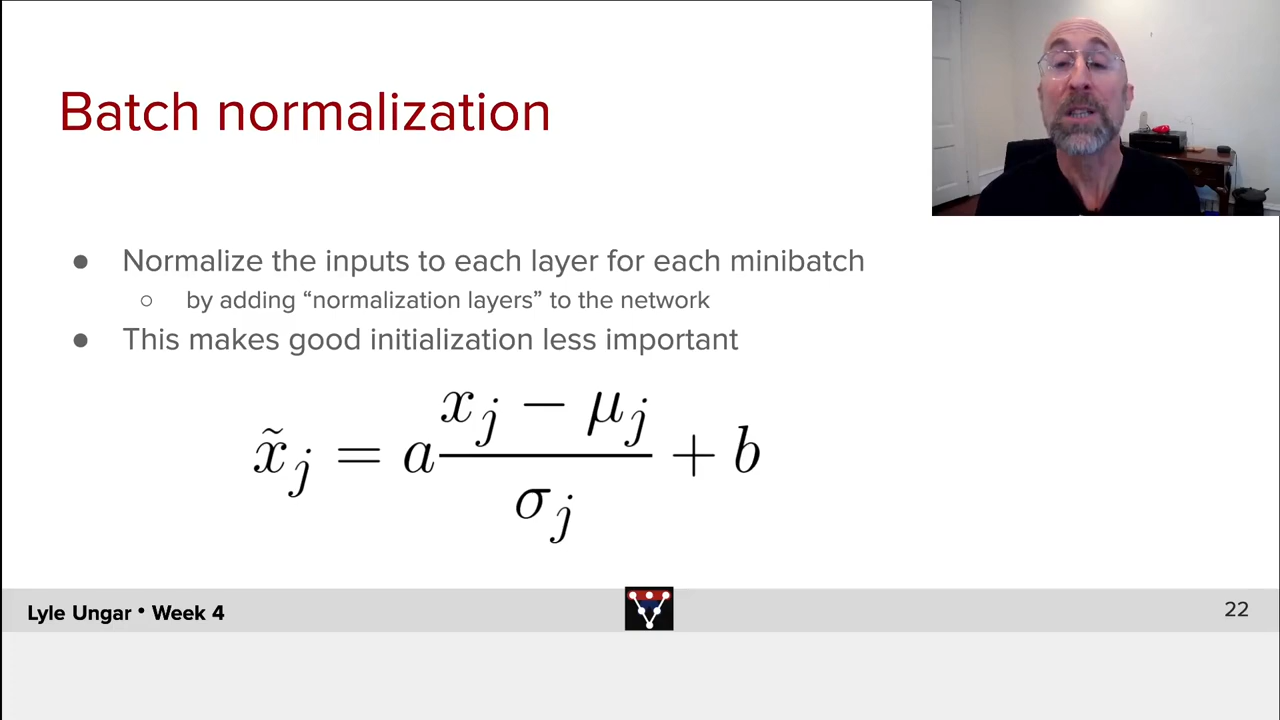 Batch normalization
● Normalize the inputs to each layer for each minibatch
○ by adding “normalization layers” to the network
● This makes good initialization less important
x̃_j = a (x_j − μ_j) / σ_j + b
Lyle Ungar • Week 4
22